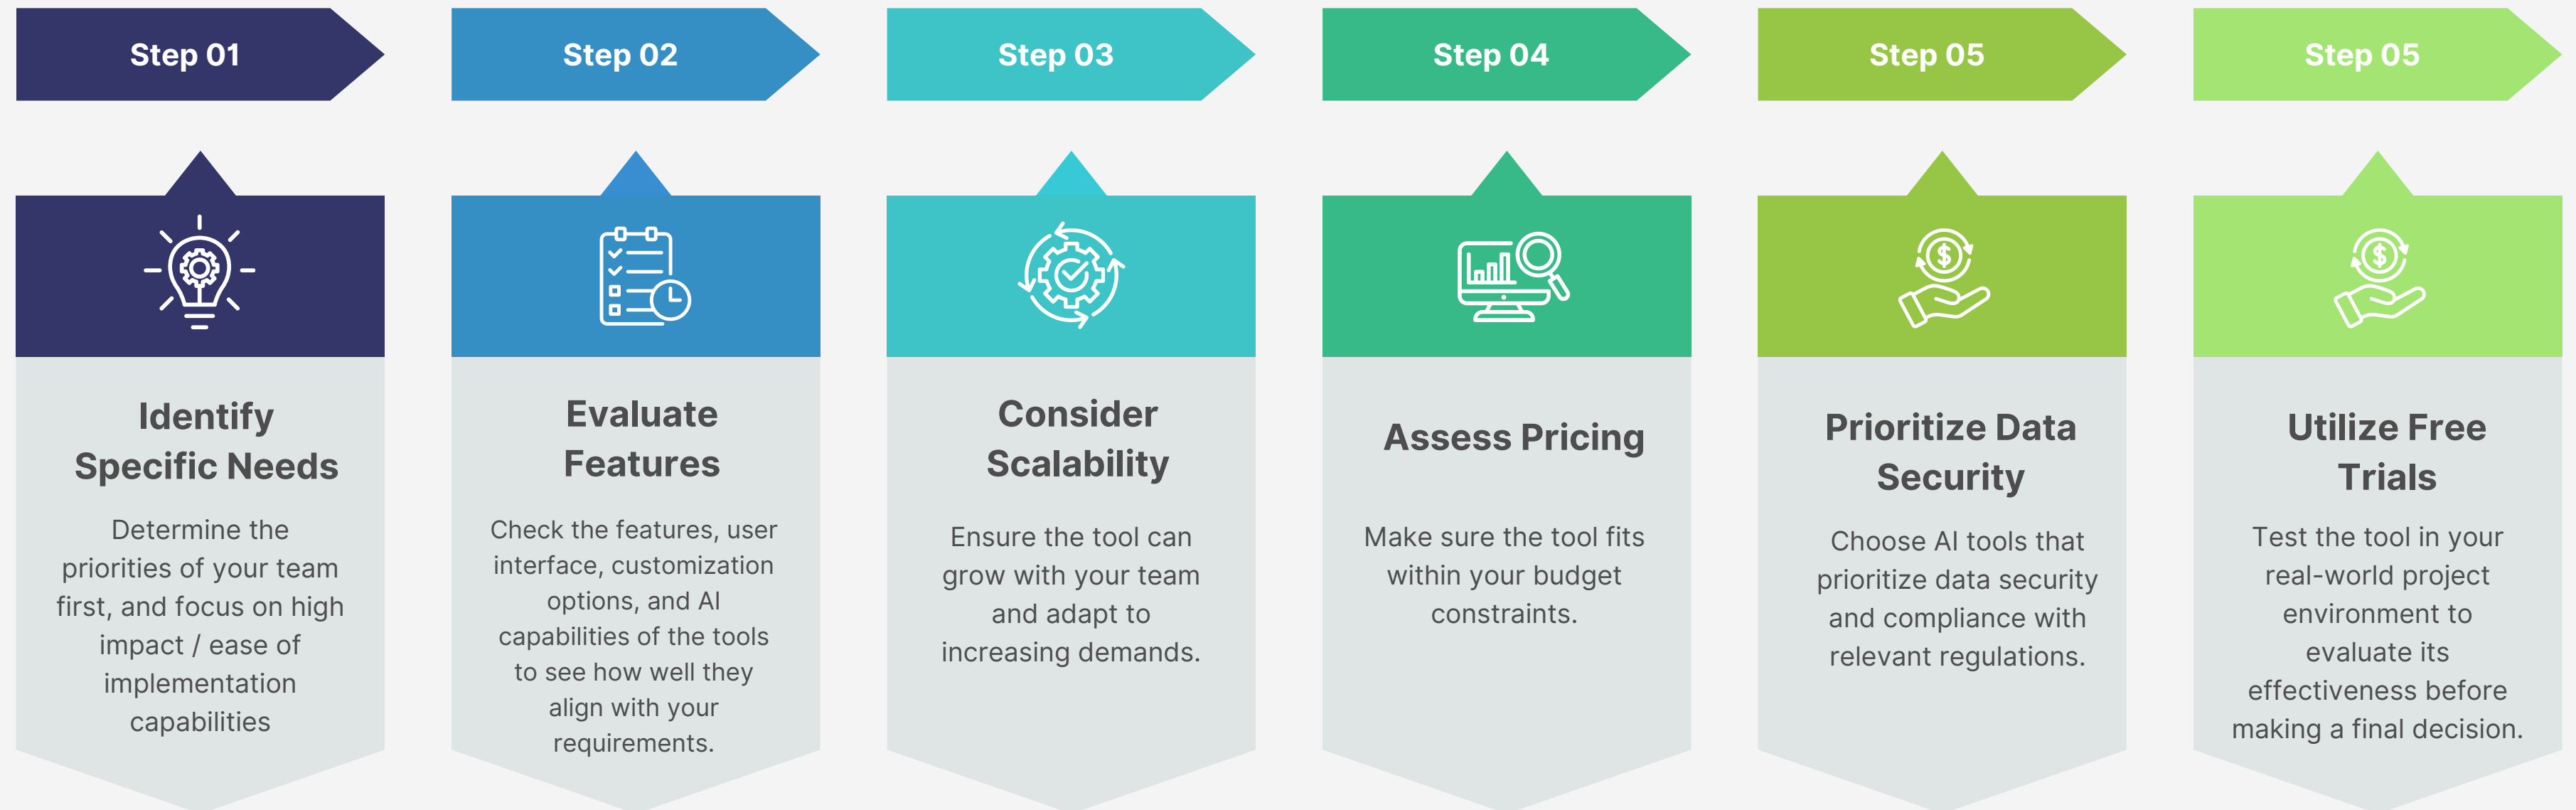 Step 01
Step 02
Step 03
Step 04
Step 05
Step 05
Identify
Specific Needs
Determine the
priorities of your team
first, and focus on high
impact / ease of
implementation
capabilities
Evaluate
Features
Check the features, user
interface, customization
options, and AI
capabilities of the tools
to see how well they
align with your
requirements.
Consider
Scalability
Ensure the tool can
grow with your team
and adapt to
increasing demands.
Assess Pricing
Make sure the tool fits
within your budget
constraints.
Prioritize Data
Security
Choose AI tools that
prioritize data security
and compliance with
relevant regulations.
Utilize Free
Trials
Test the tool in your
real-world project
environment to
evaluate its
effectiveness before
making a final decision.